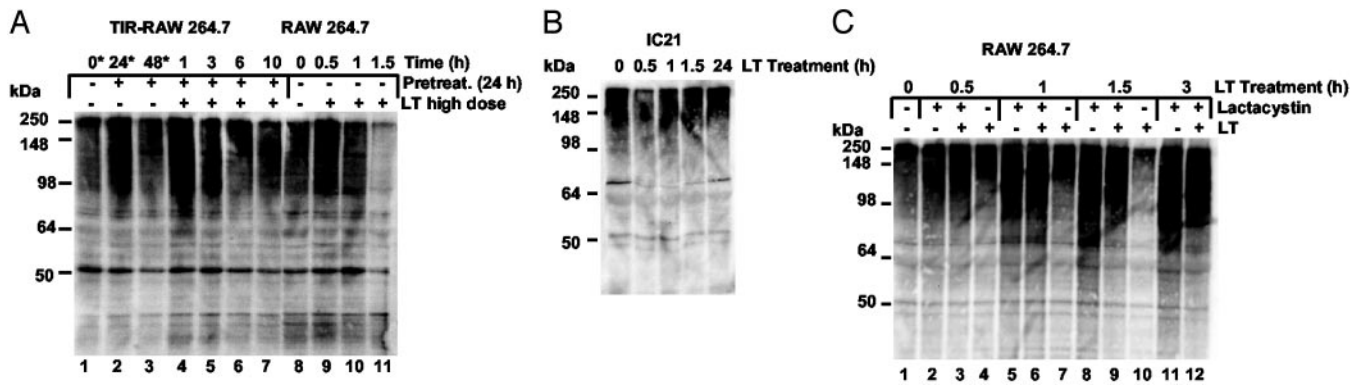 A
TIR-RAW 264.7 RAW 264.7
0* 24* 48* 1 3 6 10 0 0.5 1 1.5 Time (h)
- + + + + + + - - - - Pretreat. (24 h)
- - - + + + + - + + + LT high dose
kDa
250
148
98
64
50
1 2 3 4 5 6 7 8 9 10 11
B
IC21
0 0.5 1 1.5 24 LT Treatment (h)
kDa
250
148
98
64
50
C
RAW 264.7
0 0.5 1 1.5 3 LT Treatment (h)
- + + - + + - + + - + + Lactacystin
- - + + - + + - + + - + LT
kDa
250
148
98
64
50
1 2 3 4 5 6 7 8 9 10 11 12